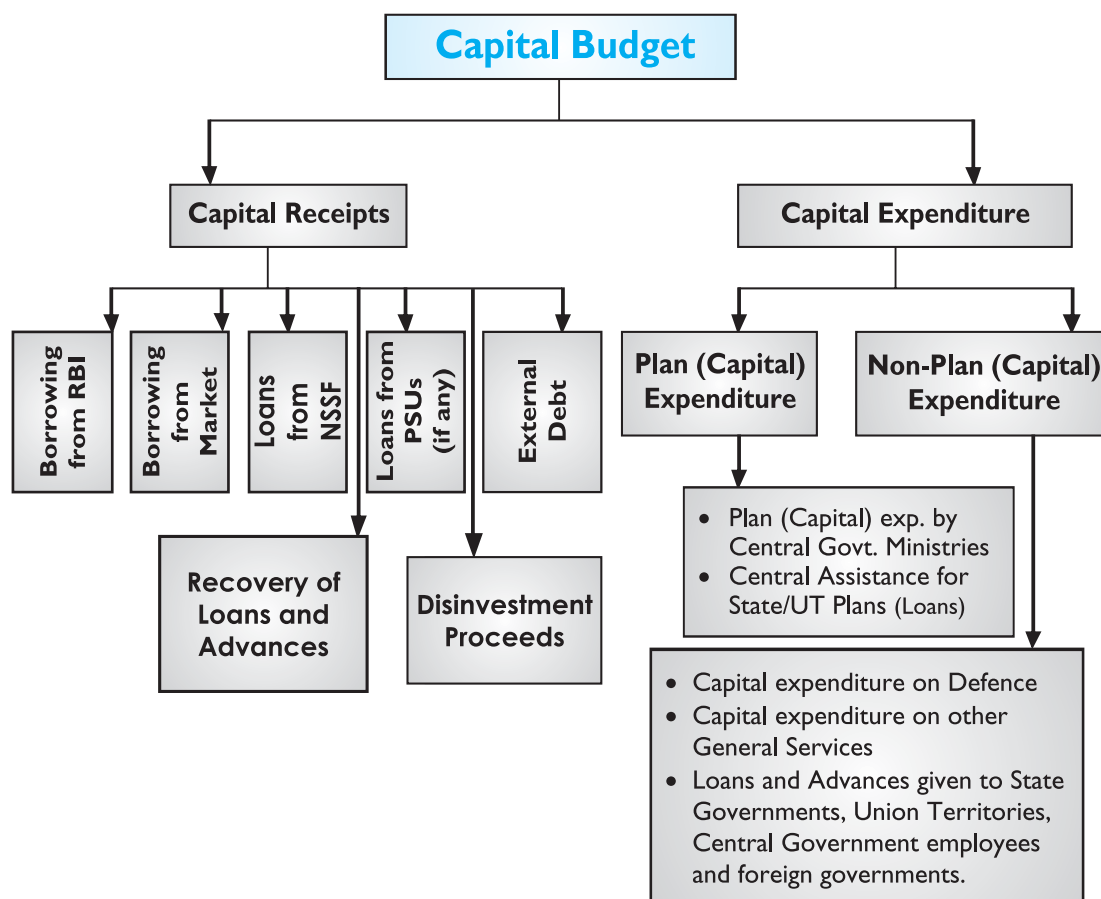 Capital Budget
Capital Receipts
Capital Expenditure
Borrowing
from RBI
Borrowing
from
Market
Loans
from
NSSF
Loans from
PSUs
(if any)
External
Debt
Recovery of
Loans and
Advances
Disinvestment
Proceeds
Plan (Capital)
Expenditure
Non-Plan (Capital)
Expenditure
• Plan (Capital) exp. by
Central Govt. Ministries
• Central Assistance for
State/UT Plans (Loans)
• Capital expenditure on Defence
• Capital expenditure on other
General Services
• Loans and Advances given to State
Governments, Union Territories,
Central Government employees
and foreign governments.